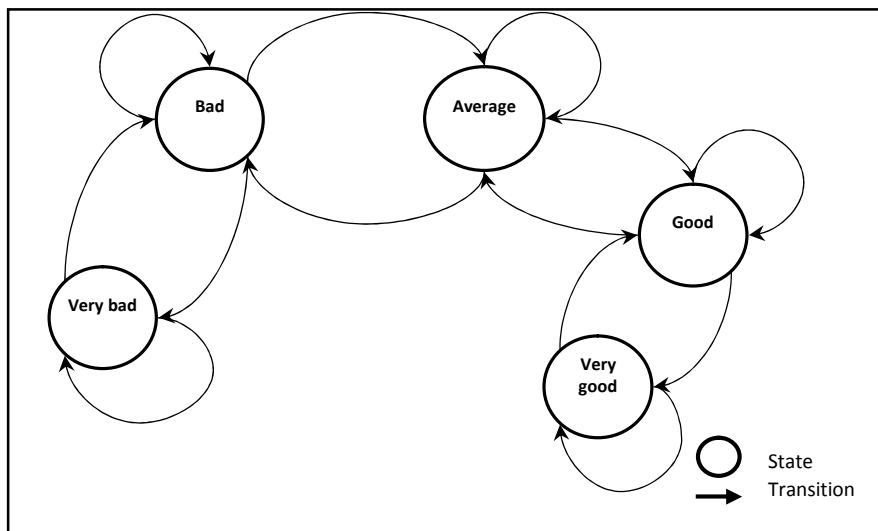 Bad
Average
Good
Very bad
Very
good
State
Transition